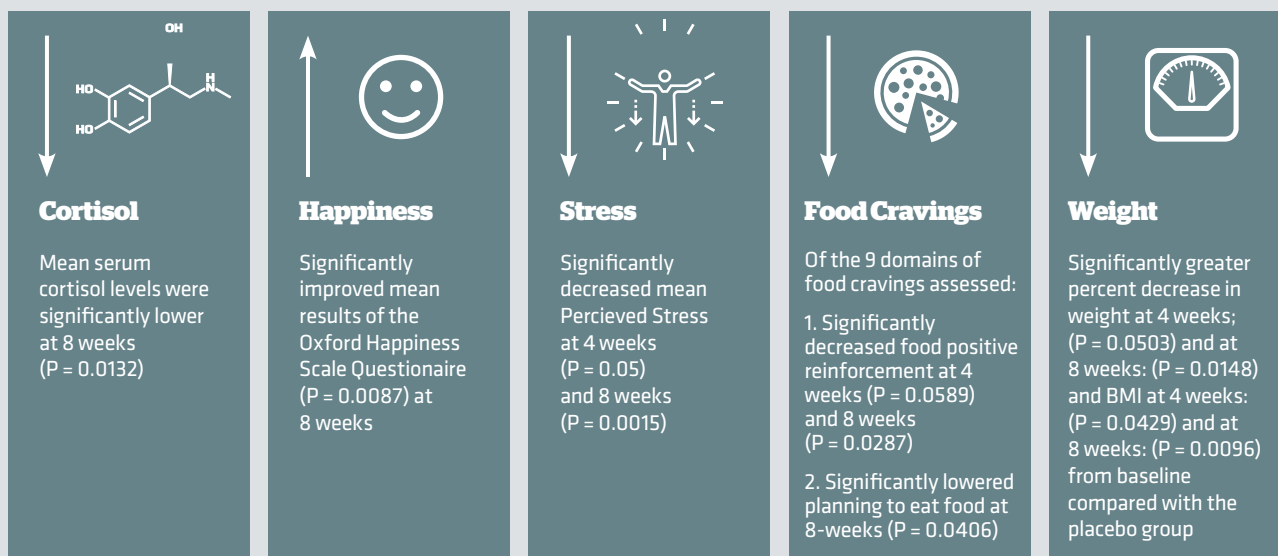 OH
HO
HO
H
N
Cortisol
Mean serum
cortisol levels were
significantly lower
at 8 weeks
(P = 0.0132)
Happiness
Significantly
improved mean
results of the
Oxford Happiness
Scale Questionaire
(P = 0.0087) at
8 weeks
Stress
Significantly
decreased mean
Percieved Stress
at 4 weeks
(P = 0.05)
and 8 weeks
(P = 0.0015)
Food Cravings
Of the 9 domains of
food cravings assessed:
1. Significantly
decreased food positive
reinforcement at 4
weeks (P = 0.0589)
and 8 weeks
(P = 0.0287)
2. Significantly lowered
planning to eat food at
8-weeks (P = 0.0406)
Weight
Significantly greater
percent decrease in
weight at 4 weeks;
(P = 0.0503) and at
8 weeks: (P = 0.0148)
and BMI at 4 weeks:
(P = 0.0429) and at
8 weeks: (P = 0.0096)
from baseline
compared with the
placebo group